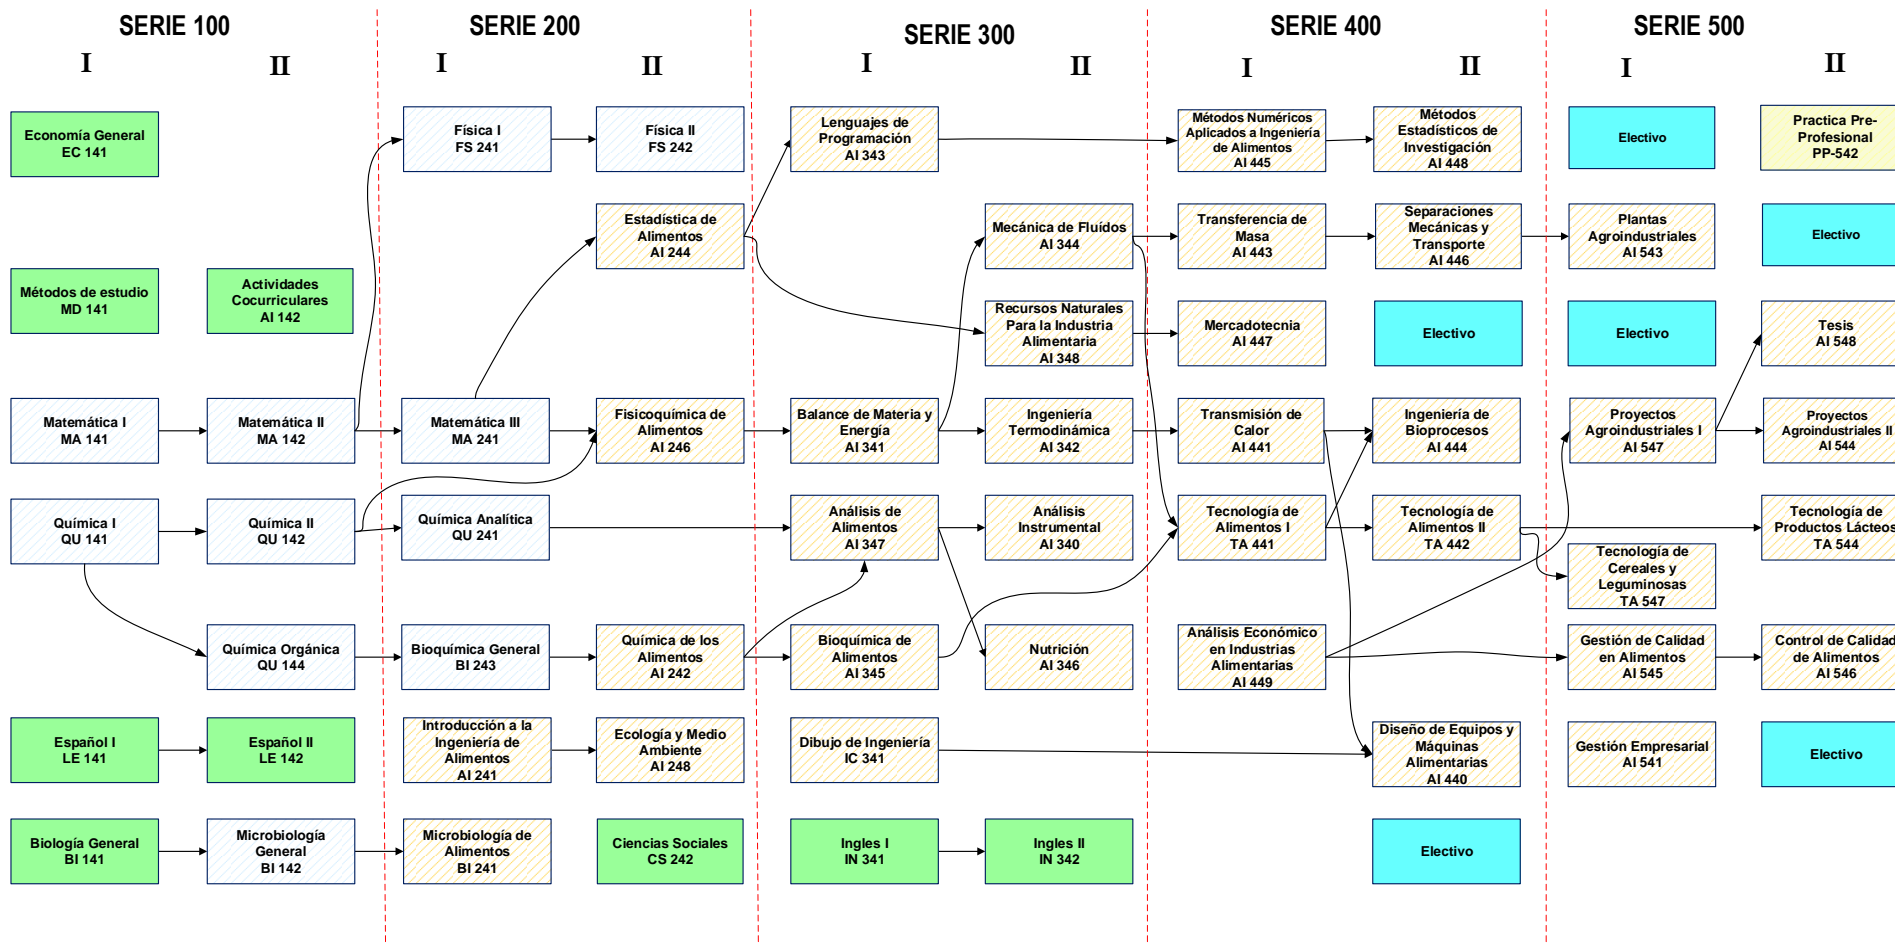 SERIE 100
SERIE 200
SERIE 300
SERIE 400
SERIE 500
I
II
I
II
I
II
I
II
I
II
Economía General
EC 141
Física I
FS 241
Física II
FS 242
Lenguajes de
Programación
AI 343
Métodos Numéricos
Aplicados a Ingeniería
de Alimentos
AI 445
Métodos
Estadísticos de
Investigación
AI 448
Electivo
Practica Pre-
Profesional
PP-542
Estadística de
Alimentos
AI 244
Mecánica de Fluídos
AI 344
Transferencia de
Masa
AI 443
Separaciones
Mecánicas y
Transporte
AI 446
Plantas
Agroindustriales
AI 543
Electivo
Métodos de estudio
MD 141
Actividades
Cocurriculares
AI 142
Recursos Naturales
Para la Industria
Alimentaria
AI 348
Mercadotecnia
AI 447
Electivo
Electivo
Tesis
AI 548
Matemática I
MA 141
Matemática II
MA 142
Matemática III
MA 241
Fisicoquímica de
Alimentos
AI 246
Balance de Materia y
Energía
AI 341
Ingeniería
Termodinámica
AI 342
Transmisión de
Calor
AI 441
Ingeniería de
Bioprocesos
AI 444
Proyectos
Agroindustriales I
AI 547
Proyectos
Agroindustriales II
AI 544
Química I
QU 141
Química II
QU 142
Química Analítica
QU 241
Análisis de
Alimentos
AI 347
Análisis
Instrumental
AI 340
Tecnología de
Alimentos I
TA 441
Tecnología de
Alimentos II
TA 442
Tecnología de
Productos Lácteos
TA 544
Tecnología de
Cereales y
Leguminosas
TA 547
Química Orgánica
QU 144
Bioquímica General
BI 243
Química de los
Alimentos
AI 242
Bioquímica de
Alimentos
AI 345
Nutrición
AI 346
Análisis Económico
en Industrias
Alimentarias
AI 449
Gestión de Calidad
en Alimentos
AI 545
Control de Calidad
de Alimentos
AI 546
Español I
LE 141
Español II
LE 142
Introducción a la
Ingeniería de
Alimentos
AI 241
Ecología y Medio
Ambiente
AI 248
Dibujo de Ingeniería
IC 341
Diseño de Equipos y
Máquinas
Alimentarias
AI 440
Gestión Empresarial
AI 541
Electivo
Biología General
BI 141
Microbiología
General
BI 142
Microbiología de
Alimentos
BI 241
Ciencias Sociales
CS 242
Ingles I
IN 341
Ingles II
IN 342
Electivo